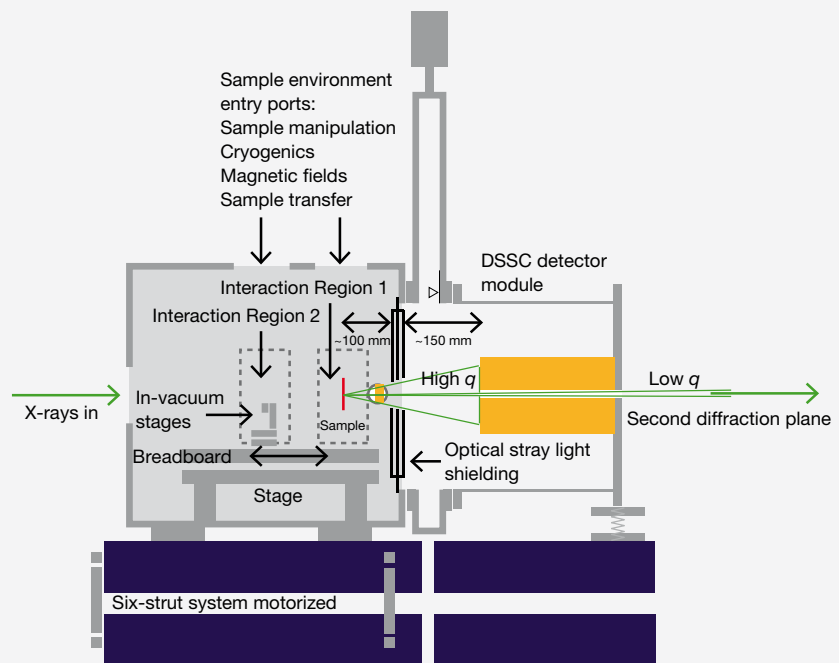 Sample environment
entry ports:
Sample manipulation
Cryogenics
Magnetic fields
Sample transfer
DSSC detector
module
Interaction Region 1
Interaction Region 2
~100 mm
~150 mm
High q
Low q
X-rays in
In-vacuum
stages
Sample
Second diffraction plane
Breadboard
Optical stray light
shielding
Stage
Six-strut system motorized